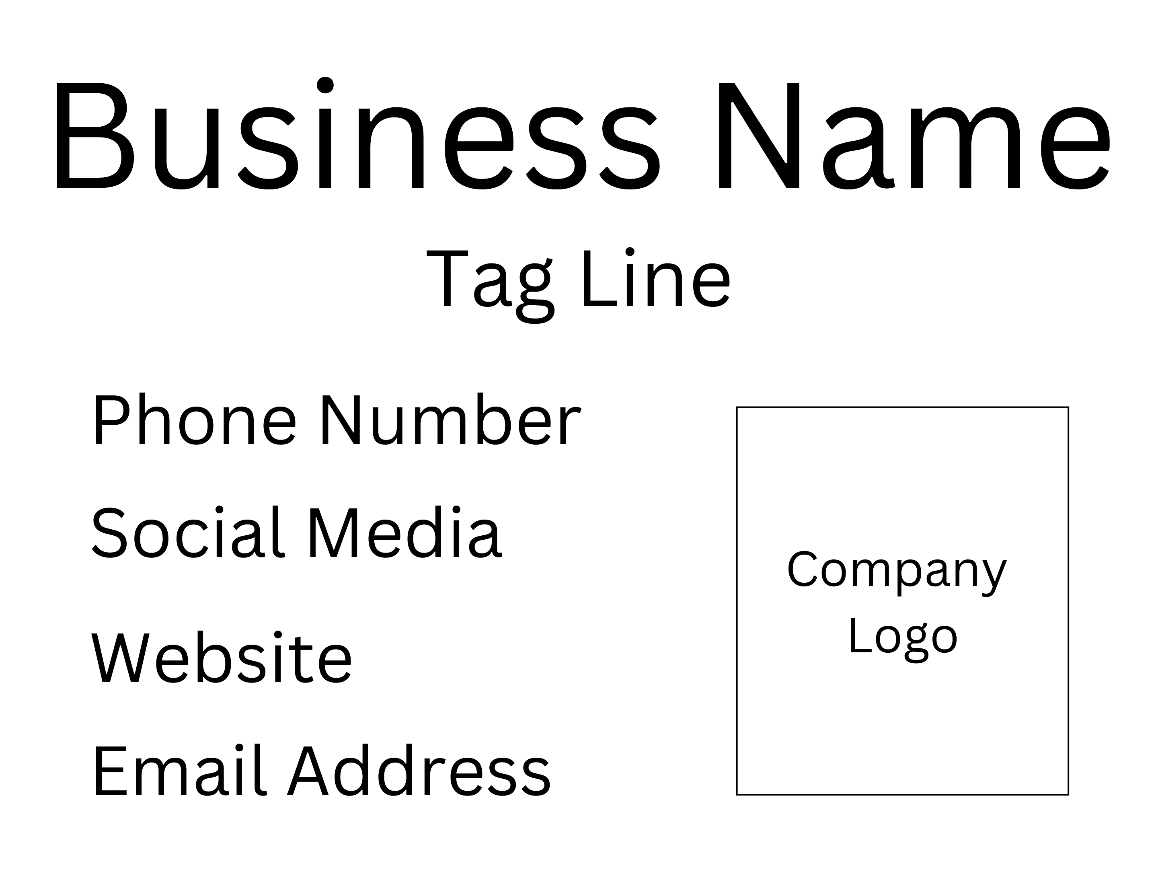 Business Name
Tag Line
Phone Number
Social Media
Website
Email Address
Company
Logo